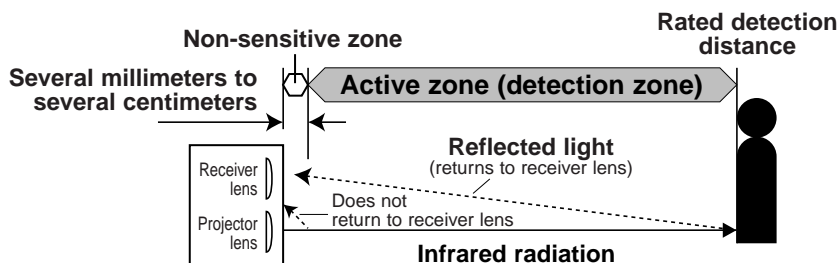 Rated detection
distance
Non-sensitive zone
Several millimeters to
several centimeters
Active zone (detection zone)
Reflected light
(returns to receiver lens)
Receiver
lens
Does not
return to receiver lens
Projector
lens
Infrared radiation